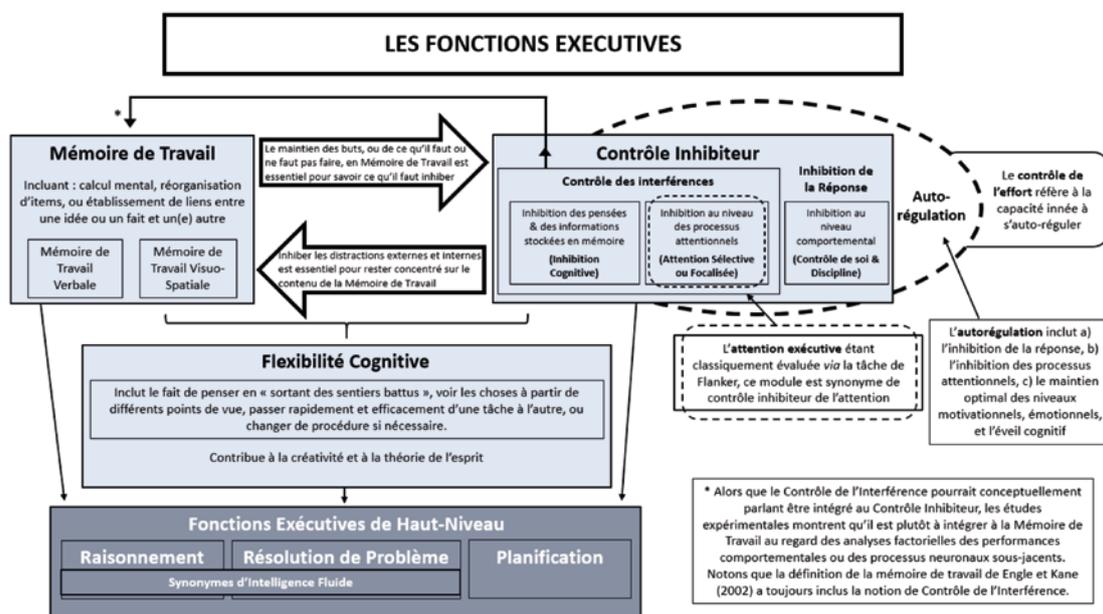 LES FONCTIONS EXECUTIVES
*
Mémoire de Travail
Incluant : calcul mental, réorganisation
d'items, ou établissement de liens entre
une idée ou un fait et un(e) autre
Mémoire de
Travail
Verbale
Mémoire de
Travail Visuo-
Spatiale
Le maintien des buts, ou de ce qu'il faut ou
ne faut pas faire, en Mémoire de Travail est
essentiel pour savoir ce qu'il faut inhiber
Inhiber les distractions externes et internes
est essentiel pour rester concentré sur le
contenu de la Mémoire de Travail
Contrôle Inhibiteur
Contrôle des interférences
Inhibition des pensées
& des informations
stockées en mémoire
(Inhibition
Cognitive)
Inhibition au niveau
des processus
attentionnels
(Attention Sélective
ou Focalisée)
Inhibition de
la Réponse
Inhibition au
niveau
comportemental
(Contrôle de soi &
Discipline)
Auto-
régulation
Le contrôle de
l'effort réfère à la
capacité innée à
s'auto-réguler
L'attention exécutive étant
classiquement évaluée via la tâche de
Flanker, ce module est synonyme de
contrôle inhibiteur de l'attention
L'autorégulation inclut a)
l'inhibition de la réponse, b)
l'inhibition des processus
attentionnels, c) le maintien
optimal des niveaux
motivationnels, émotionnels,
et l'éveil cognitif
Flexibilité Cognitive
Inclut le fait de penser en « sortant des sentiers battus », voir les choses à partir de
différents points de vue, passer rapidement et efficacement d'une tâche à l'autre, ou
changer de procédure si nécessaire.
Contribue à la créativité et à la théorie de l'esprit
Fonctions Exécutives de Haut-Niveau
Raisonnement
Résolution de Problème
Planification
Synonymes d'Intelligence Fluide
* Alors que le Contrôle de l'Interférence pourrait conceptuellement
parlant être intégré au Contrôle Inhibiteur, les études
expérimentales montrent qu'il est plutôt à intégrer à la Mémoire de
Travail au regard des analyses factorielles des performances
comportementales ou des processus neuronaux sous-jacents.
Notons que la définition de la mémoire de travail de Engle et Kane
(2002) a toujours inclus la notion de Contrôle de l'Interférence.